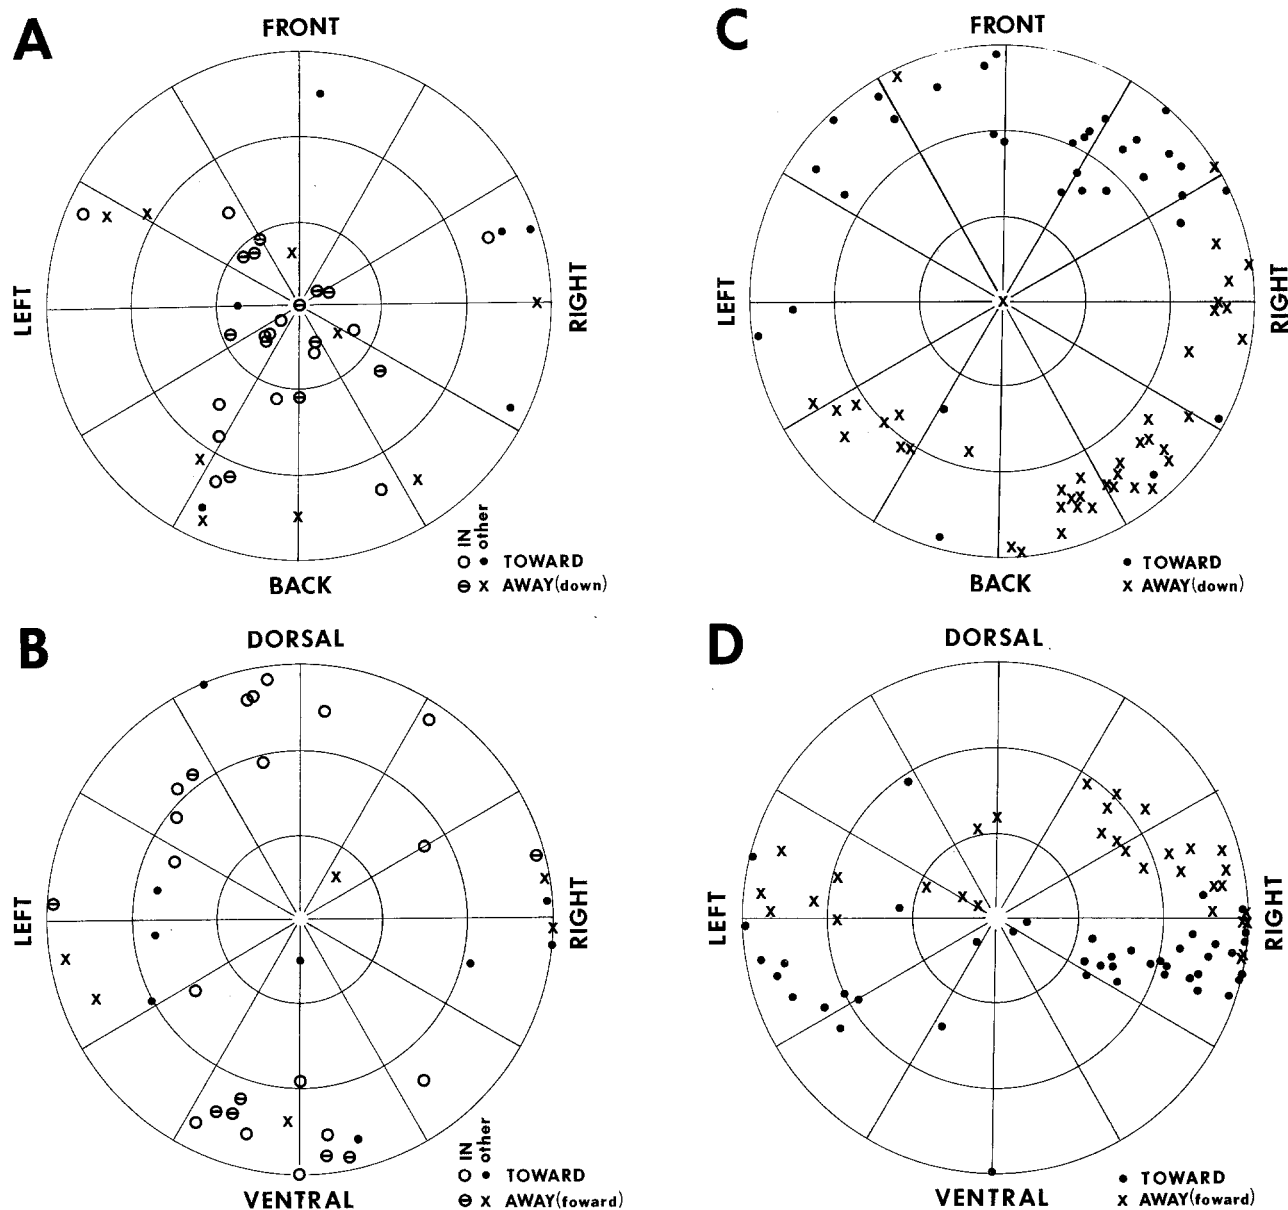 A
FRONT
LEFT
RIGHT
BACK
IN
other
TOWARD
AWAY(down)
C
FRONT
LEFT
RIGHT
BACK
TOWARD
x AWAY(down)
B
DORSAL
LEFT
RIGHT
VENTRAL
IN
other
TOWARD
x AWAY(foward)
D
DORSAL
LEFT
RIGHT
VENTRAL
TOWARD
x AWAY(foward)